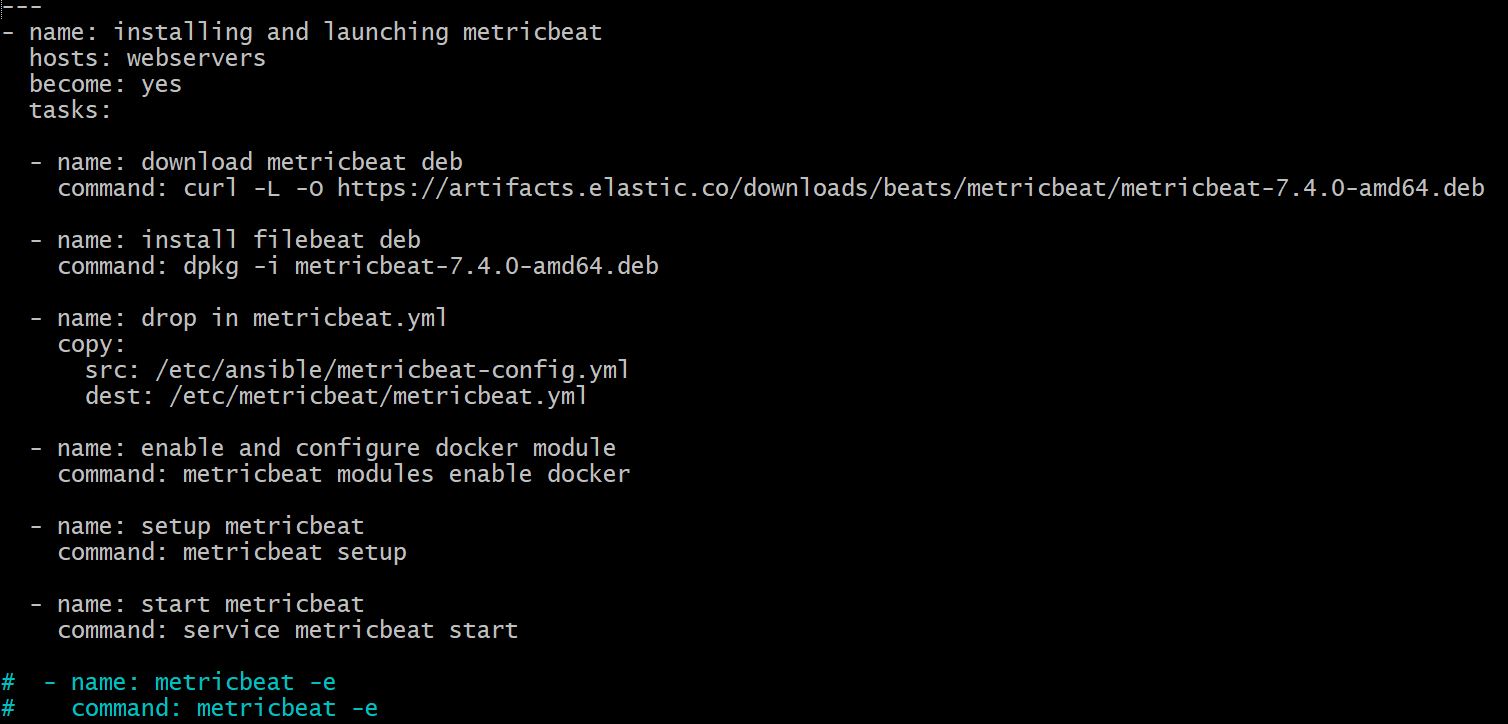 ---
- name: installing and launching metricbeat
  hosts: webservers
  become: yes
  tasks:

  - name: download metricbeat deb
    command: curl -L -O https://artifacts.elastic.co/downloads/beats/metricbeat/metricbeat-7.4.0-amd64.deb

  - name: install filebeat deb
    command: dpkg -i metricbeat-7.4.0-amd64.deb

  - name: drop in metricbeat.yml
    copy:
      src: /etc/ansible/metricbeat-config.yml
      dest: /etc/metricbeat/metricbeat.yml

  - name: enable and configure docker module
    command: metricbeat modules enable docker

  - name: setup metricbeat
    command: metricbeat setup

  - name: start metricbeat
    command: service metricbeat start

#  - name: metricbeat -e
#    command: metricbeat -e